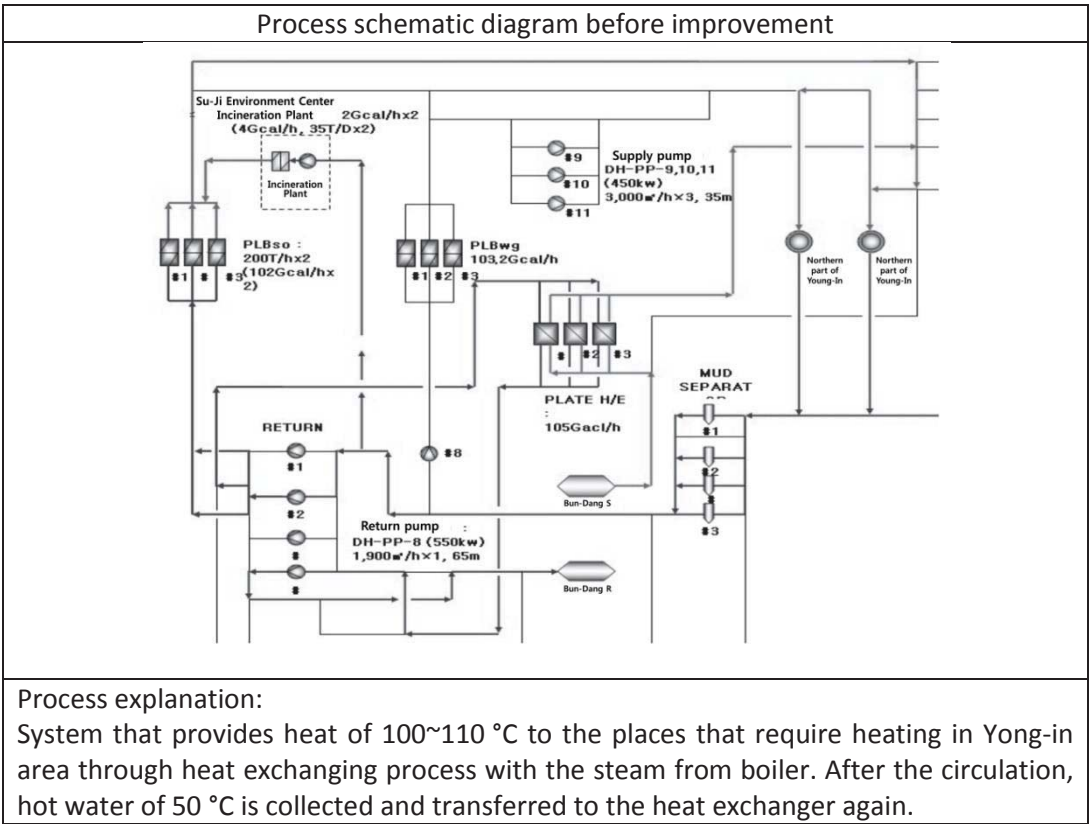 Process schematic diagram before improvement
Su-Ji Environment Center
Incineration Plant 2Gcal/hx2
(4Gcal/h, 35T/Dx2)
Incineration
Plant
#9
#10
#11
Supply pump
DH-PP-9,10,11
(450kw)
3,000㎥/h×3, 35m
PLBso :
200T/hx2
(102Gcal/hx
2)
#1
#
#3
PLBwg
103,2Gcal/h
#1
#2
#3
Northern
part of
Young-In
Northern
part of
Young-In
#
#2
#3
PLATE H/E
:
105Gacl/h
MUD
SEPARAT
#1
#2
#
#3
RETURN
#1
#2
#
#
#8
Return pump :
DH-PP-8 (550kw)
1,900㎥/h×1, 65m
Bun-Dang S
Bun-Dang R
Process explanation:
System that provides heat of 100~110 °C to the places that require heating in Yong-in
area through heat exchanging process with the steam from boiler. After the circulation,
hot water of 50 °C is collected and transferred to the heat exchanger again.